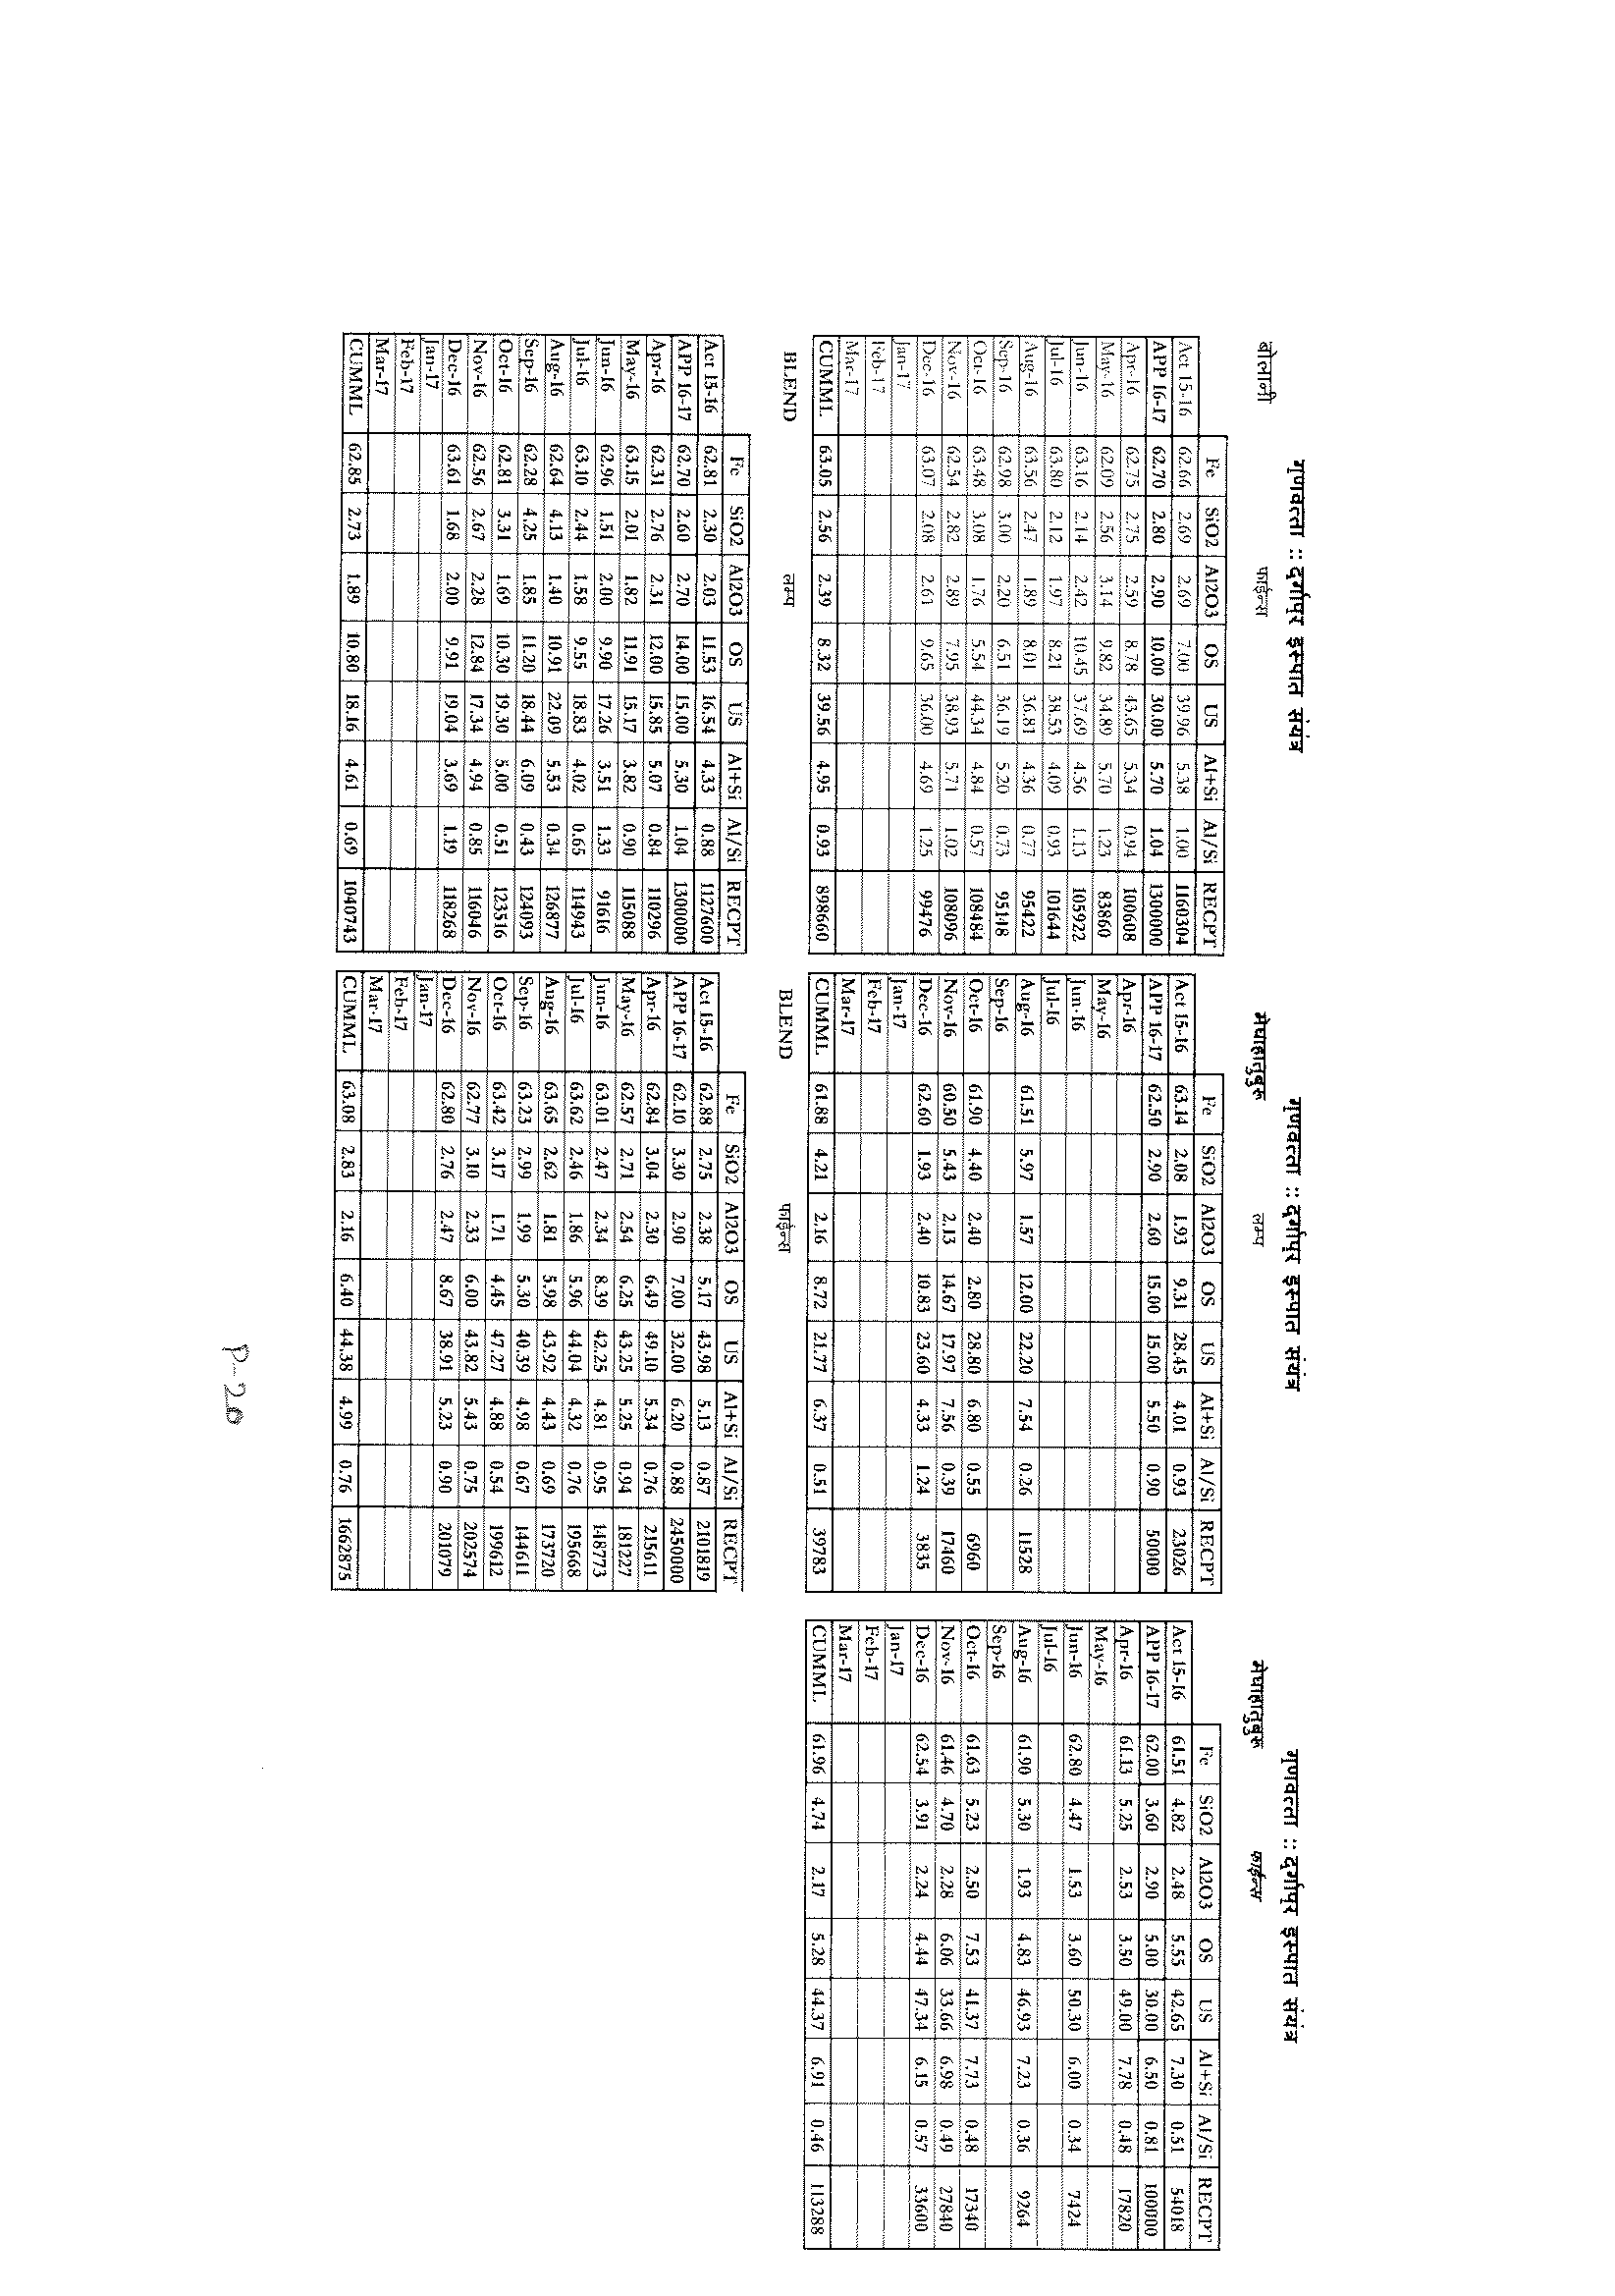 गुणवत्ता :: दुर्गापुर इस्पात संयंत्र
बोलानी फाईन्स
Fe SiO2 Al2O3 OS US Al+Si Al/Si RECPT
Act 15-16 62.66 2.69 2.69 7.00 39.96 5.38 1.00 1160304
APP 16-17 62.70 2.80 2.90 10.00 30.00 5.70 1.04 1300000
Apr-16 62.75 2.75 2.59 8.78 43.65 5.34 0.94 100608
May-16 62.09 2.56 3.14 9.82 34.89 5.70 1.23 83860
Jun-16 63.16 2.14 2.42 10.45 37.69 4.56 1.13 105922
Jul-16 63.80 2.12 1.97 8.21 38.53 4.09 0.93 101644
Aug-16 63.56 2.47 1.89 8.01 36.81 4.36 0.77 95422
Sep-16 62.98 3.00 2.20 6.51 36.19 5.20 0.73 95148
Oct-16 63.48 3.08 1.76 5.54 44.34 4.84 0.57 108484
Nov-16 62.54 2.82 2.89 7.95 38.93 5.71 1.02 108096
Dec-16 63.07 2.08 2.61 9.65 36.00 4.69 1.25 99476
Jan-17
Feb-17
Mar-17
CUMML 63.05 2.56 2.39 8.32 39.56 4.95 0.93 898660
गुणवत्ता :: दुर्गापुर इस्पात संयंत्र
मेघाहातुबुरू लम्प
Fe SiO2 Al2O3 OS US Al+Si Al/Si RECPT
Act 15-16 63.14 2.08 1.93 9.31 28.45 4.01 0.93 23026
APP 16-17 62.50 2.90 2.60 15.00 15.00 5.50 0.90 50000
Apr-16
May-16
Jun-16
Jul-16
Aug-16 61.51 5.97 1.57 12.00 22.20 7.54 0.26 11528
Sep-16
Oct-16 61.90 4.40 2.40 2.80 28.80 6.80 0.55 6960
Nov-16 60.50 5.43 2.13 14.67 17.97 7.56 0.39 17460
Dec-16 62.60 1.93 2.40 10.83 23.60 4.33 1.24 3835
Jan-17
Feb-17
Mar-17
CUMML 61.88 4.21 2.16 8.72 21.77 6.37 0.51 39783
गुणवत्ता :: दुर्गापुर इस्पात संयंत्र
मेघाहातुबुरू फाईन्स
Fe SiO2 Al2O3 OS US Al+Si Al/Si RECPT
Act 15-16 61.51 4.82 2.48 5.55 42.65 7.30 0.51 54018
APP 16-17 62.00 3.60 2.90 5.00 30.00 6.50 0.81 100000
Apr-16 61.13 5.25 2.53 3.50 49.00 7.78 0.48 17820
May-16
Jun-16 62.80 4.47 1.53 3.60 50.30 6.00 0.34 7424
Jul-16
Aug-16 61.90 5.30 1.93 4.83 46.93 7.23 0.36 9264
Sep-16
Oct-16 61.63 5.23 2.50 7.53 41.37 7.73 0.48 17340
Nov-16 61.46 4.70 2.28 6.06 33.66 6.98 0.49 27840
Dec-16 62.54 3.91 2.24 4.44 47.34 6.15 0.57 33600
Jan-17
Feb-17
Mar-17
CUMML 61.96 4.74 2.17 5.28 44.37 6.91 0.46 113288
BLEND लम्प
Fe SiO2 Al2O3 OS US Al+Si Al/Si RECPT
Act 15-16 62.81 2.30 2.03 11.53 16.54 4.33 0.88 1127600
APP 16-17 62.70 2.60 2.70 14.00 15.00 5.30 1.04 1300000
Apr-16 62.31 2.76 2.31 12.00 15.85 5.07 0.84 110296
May-16 63.15 2.01 1.82 11.91 15.17 3.82 0.90 115088
Jun-16 62.96 1.51 2.00 9.90 17.26 3.51 1.33 91616
Jul-16 63.10 2.44 1.58 9.55 18.83 4.02 0.65 114943
Aug-16 62.64 4.13 1.40 10.91 22.09 5.53 0.34 126877
Sep-16 62.28 4.25 1.85 11.20 18.44 6.09 0.43 124093
Oct-16 62.81 3.31 1.69 10.30 19.30 5.00 0.51 123516
Nov-16 62.56 2.67 2.28 12.84 17.34 4.94 0.85 116046
Dec-16 63.61 1.68 2.00 9.91 19.04 3.69 1.19 118268
Jan-17
Feb-17
Mar-17
CUMML 62.85 2.73 1.89 10.80 18.16 4.61 0.69 1040743
BLEND फाईन्स
Fe SiO2 Al2O3 OS US Al+Si Al/Si RECPT
Act 15-16 62.88 2.75 2.38 5.17 43.98 5.13 0.87 2101819
APP 16-17 62.10 3.30 2.90 7.00 32.00 6.20 0.88 2450000
Apr-16 62.84 3.04 2.30 6.49 49.10 5.34 0.76 215611
May-16 62.57 2.71 2.54 6.25 43.25 5.25 0.94 181227
Jun-16 63.01 2.47 2.34 8.39 42.25 4.81 0.95 148773
Jul-16 63.62 2.46 1.86 5.96 44.04 4.32 0.76 195668
Aug-16 63.65 2.62 1.81 5.98 43.92 4.43 0.69 173720
Sep-16 63.23 2.99 1.99 5.30 40.39 4.98 0.67 144611
Oct-16 63.42 3.17 1.71 4.45 47.27 4.88 0.54 199612
Nov-16 62.77 3.10 2.33 6.00 43.82 5.43 0.75 202574
Dec-16 62.80 2.76 2.47 8.67 38.91 5.23 0.90 201079
Jan-17
Feb-17
Mar-17
CUMML 63.08 2.83 2.16 6.40 44.38 4.99 0.76 1662875
P-20